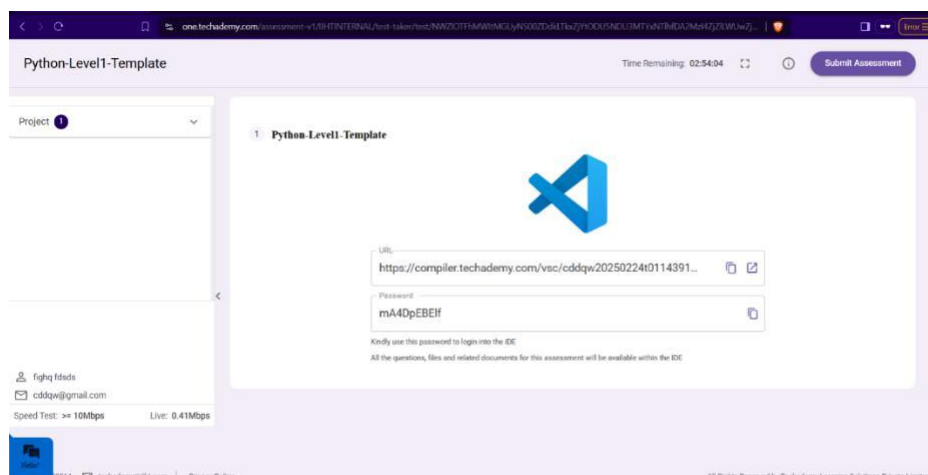 one.techademy.com/assessment-v1/
Error
Python-Level1-Template
Time Remaining: 02:54:04
Submit Assessment
Project 1
1 Python-Level1-Template
URL
https://compiler.techademy.com/vsc/cddqw20250224t0114391...
Password
mA4DpEBElf
Kindly use this password to login into the IDE
All the questions, files and related documents for this assessment will be available within the IDE
fighq fdsds
cddqw@gmail.com
Speed Test: >= 10Mbps Live: 0.41Mbps